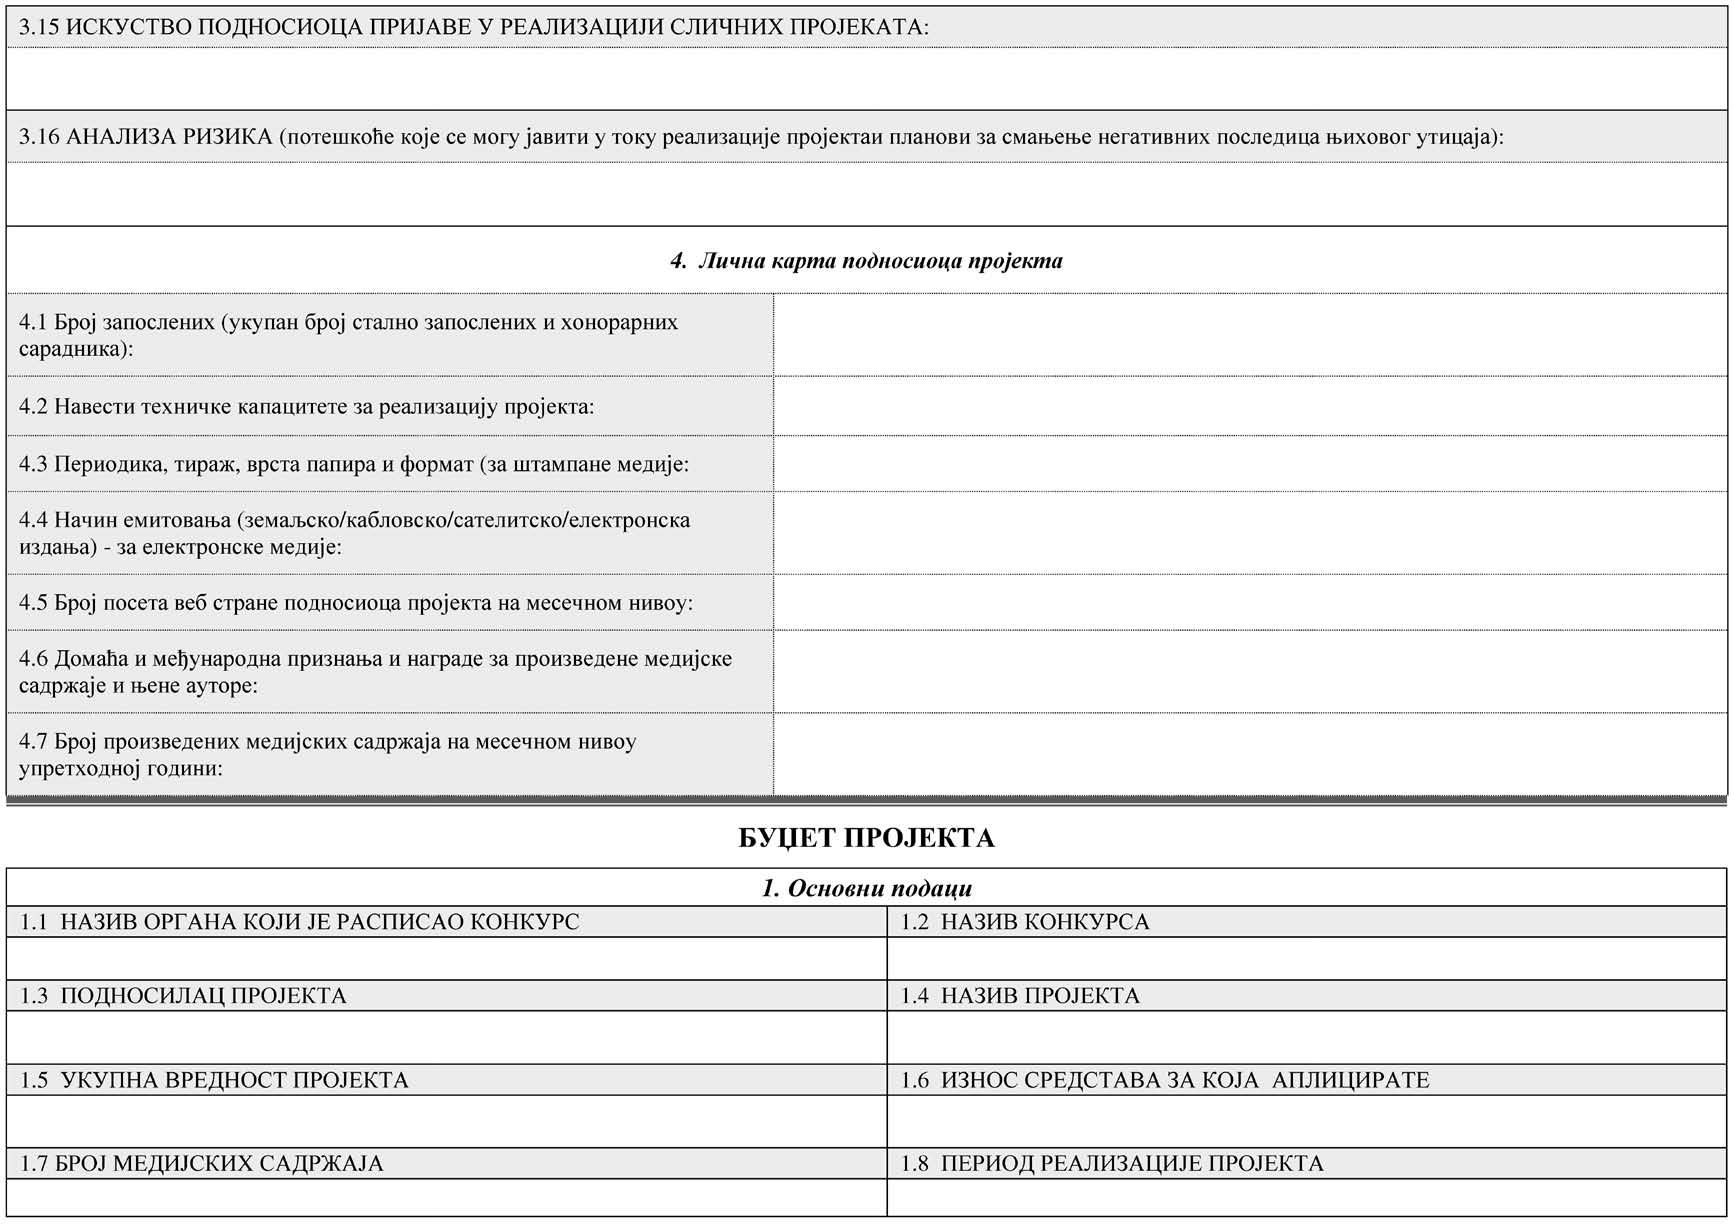 3.15 ИСКУСТВО ПОДНОСИОЦА ПРИЈАВЕ У РЕАЛИЗАЦИЈИ СЛИЧНИХ ПРОЈЕКАТА:
3.16 АНАЛИЗА РИЗИКА (потешкоће које се могу јавити у току реализације пројектаи планови за смањење негативних последица њиховог утицаја):
4. Лична карта подносиоца пројекта
4.1 Број запослених (укупан број стално запослених и хонорарних
сарадника):
4.2 Навести техничке капацитете за реализацију пројекта:
4.3 Периодика, тираж, врста папира и формат (за штампане медије:
4.4 Начин емитовања (земаљско/кабловско/сателитско/електронска
издања) - за електронске медије:
4.5 Број посета веб стране подносиоца пројекта на месечном нивоу:
4.6 Домаћа и међународна признања и награде за произведене медијске
садржаје и њене ауторе:
4.7 Број произведених медијских садржаја на месечном нивоу
упретходној години:
БУЏЕТ ПРОЈЕКТА
1. Основни подаци
1.1 НАЗИВ ОРГАНА КОЈИ ЈЕ РАСПИСАО КОНКУРС
1.2 НАЗИВ КОНКУРСА
1.3 ПОДНОСИЛАЦ ПРОЈЕКТА
1.4 НАЗИВ ПРОЈЕКТА
1.5 УКУПНА ВРЕДНОСТ ПРОЈЕКТА
1.6 ИЗНОС СРЕДСТАВА ЗА КОЈА АПЛИЦИРАТЕ
1.7 БРОЈ МЕДИЈСКИХ САДРЖАЈА
1.8 ПЕРИОД РЕАЛИЗАЦИЈЕ ПРОЈЕКТА